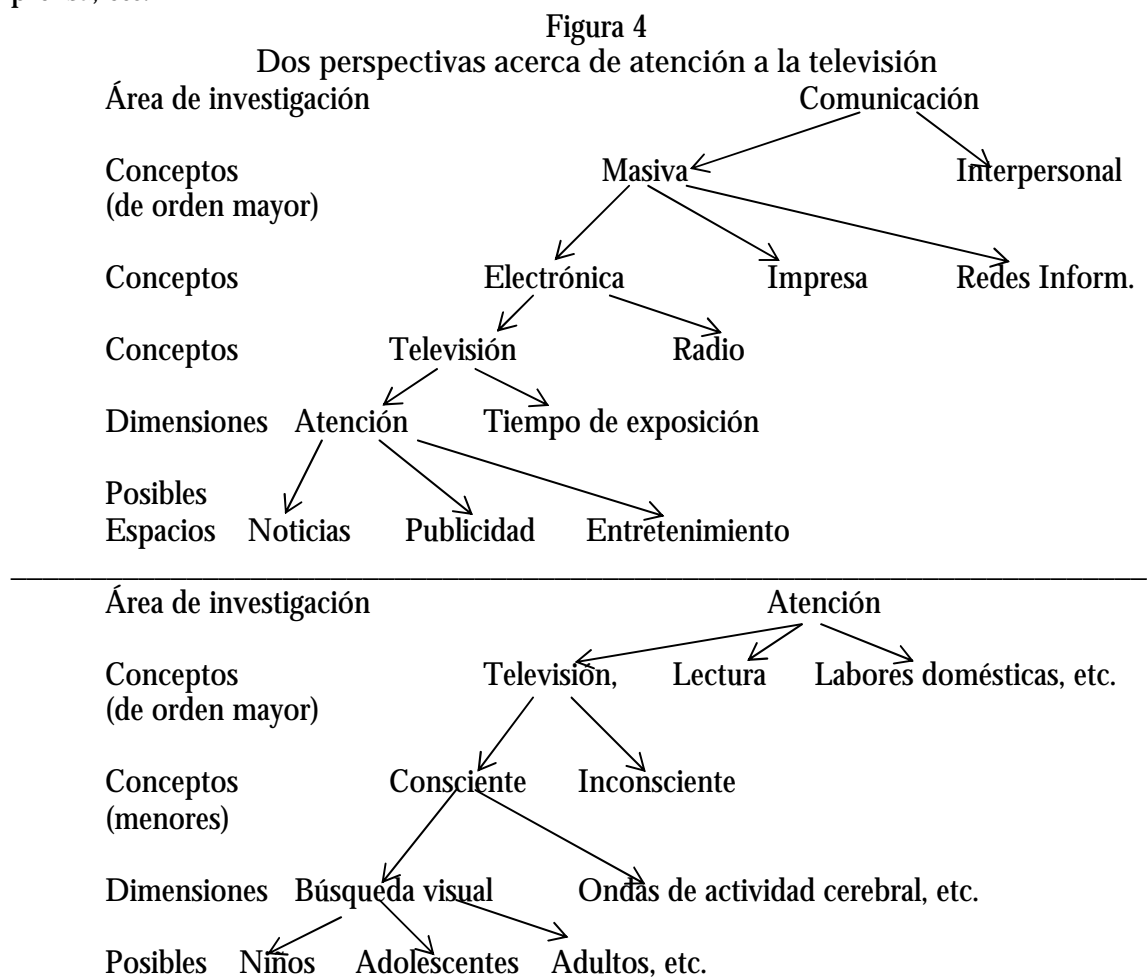 Figura 4
Dos perspectivas acerca de atención a la televisión
Área de investigación Comunicación
Conceptos Masiva Interpersonal
(de orden mayor)
Conceptos Electrónica Impresa Redes Inform.
Conceptos Televisión Radio
Dimensiones Atención Tiempo de exposición
Posibles
Espacios Noticias Publicidad Entretenimiento
Área de investigación Atención
Conceptos Televisión, Lectura Labores domésticas, etc.
(de orden mayor)
Conceptos Consciente Inconsciente
(menores)
Dimensiones Búsqueda visual Ondas de actividad cerebral, etc.
Posibles Niños Adolescentes Adultos, etc.